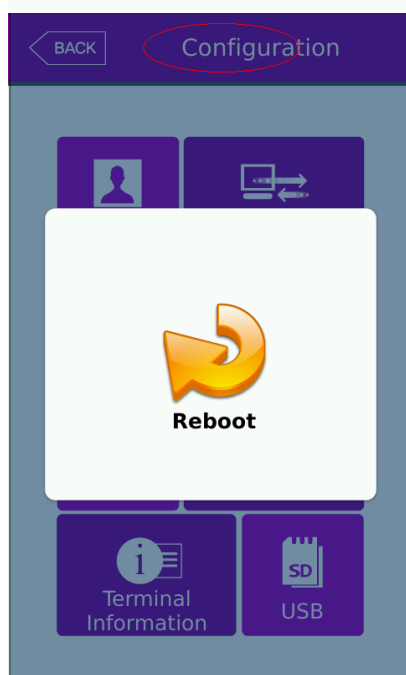 BACK
Configuration
Reboot
Terminal
Information
SD
USB